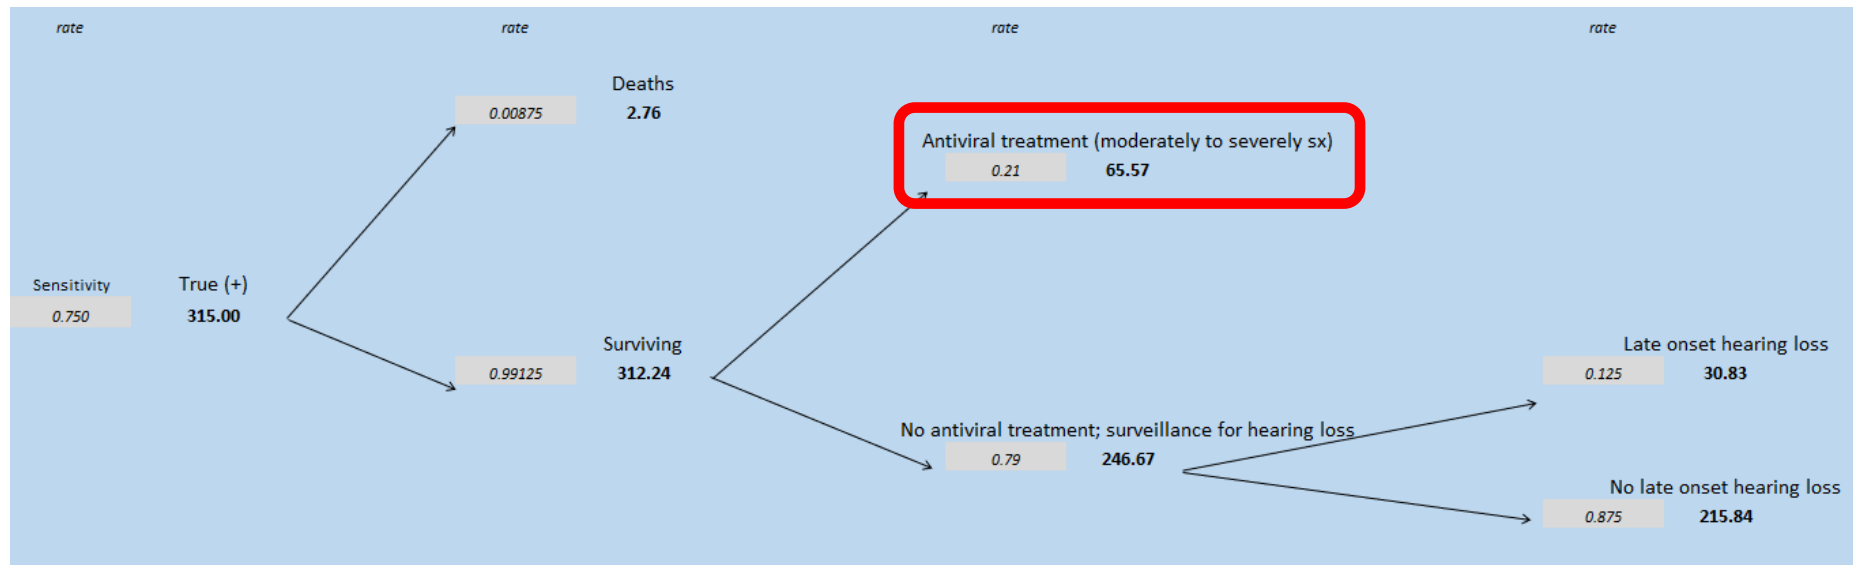 rate rate rate rate
Deaths
0.00875 2.76
Antiviral treatment (moderately to severely sx)
0.21 65.57
Sensitivity True (+)
0.750 315.00
Surviving
0.99125 312.24
Late onset hearing loss
0.125 30.83
No antiviral treatment; surveillance for hearing loss
0.79 246.67
No late onset hearing loss
0.875 215.84